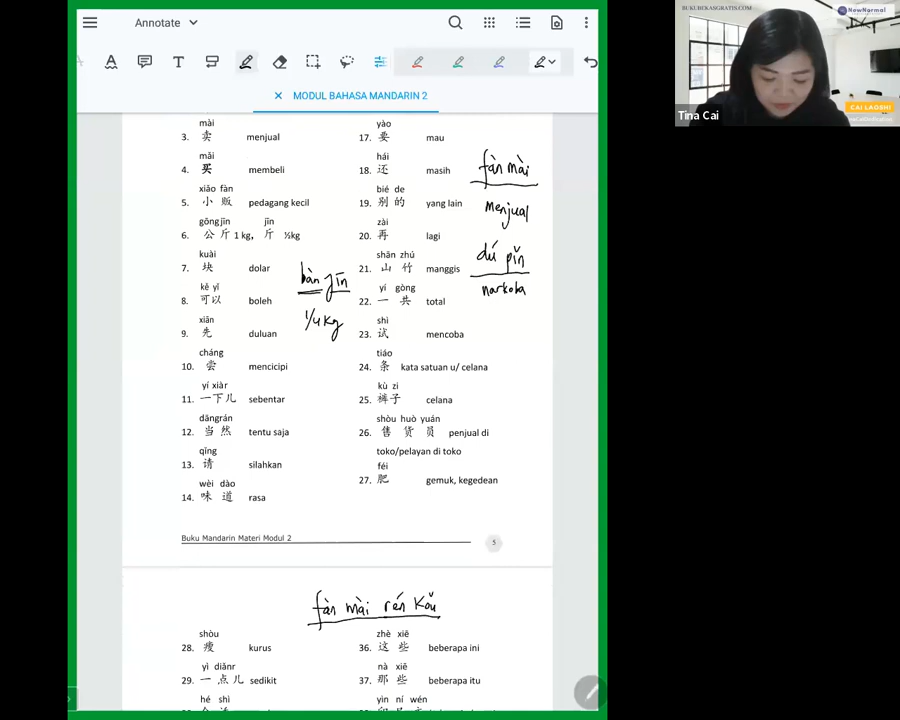 Annotate
MODUL BAHASA MANDARIN 2
mài
3. 卖 menjual
mǎi
4. 买 membeli
xiǎo fàn
5. 小 贩 pedagang kecil
gōngjīn jīn
6. 公 斤 1 kg, 斤 ½kg
kuài
7. 块 dolar
kě yǐ
8. 可以 boleh
xiān
9. 先 duluan
cháng
10. 尝 mencicipi
yí xiàr
11. 一下儿 sebentar
dāngrán
12. 当 然 tentu saja
qǐng
13. 请 silahkan
wèi dào
14. 味 道 rasa
yào
17. 要 mau
hái
18. 还 masih
bié de
19. 别 的 yang lain
zài
20. 再 lagi
shān zhú
21. 山 竹 manggis
yí gòng
22. 一 共 total
shì
23. 试 mencoba
tiáo
24. 条 kata satuan u/ celana
kù zi
25. 裤子 celana
shòu huò yuán
26. 售 货 员 penjual di
toko/pelayan di toko
féi
27. 肥 gemuk, kegedean
bàn jīn
1/4 kg
fàn mài
menjual
dú pǐn
narkoba
Buku Mandarin Materi Modul 2 5
fàn mài rén kǒu
shòu
28. 瘦 kurus
yì diǎnr
29. 一 点 儿 sedikit
hé shì
zhè xiē
36. 这 些 beberapa ini
nà xiē
37. 那 些 beberapa itu
yìn ní wén
BUKUBEKASGRATIS.COM
NewNormal
CAI LAOSHI
Tina Cai